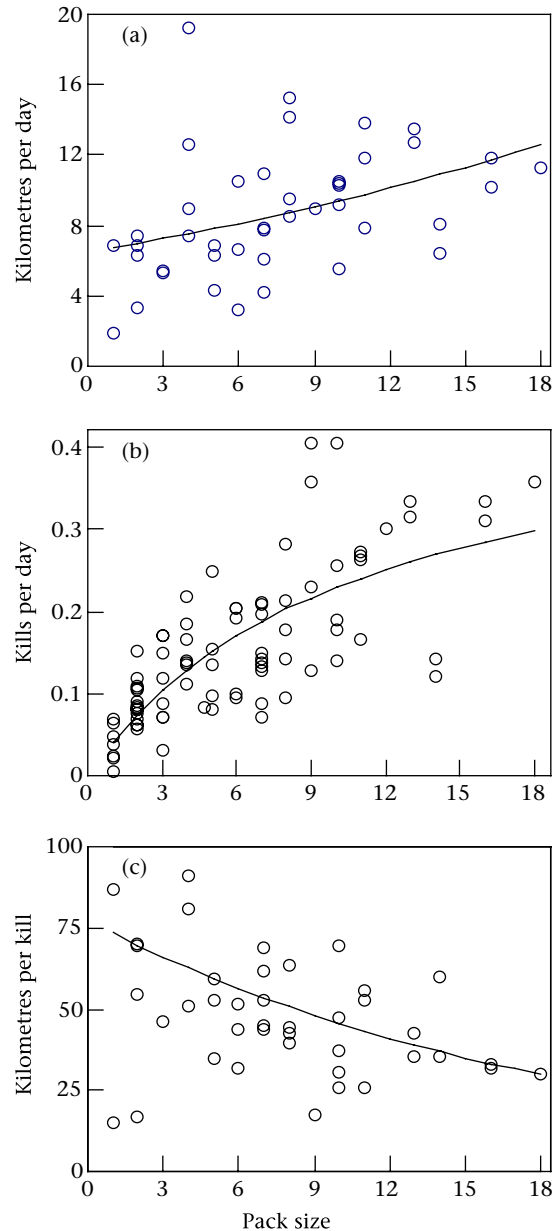 (a)
20
16
12
8
4
0
0 3 6 9 12 15 18
Kilometres per day
(b)
0.4
0.3
0.2
0.1
0
0 3 6 9 12 15 18
Kills per day
(c)
100
75
50
25
0
0 3 6 9 12 15 18
Kilometres per kill
Pack size